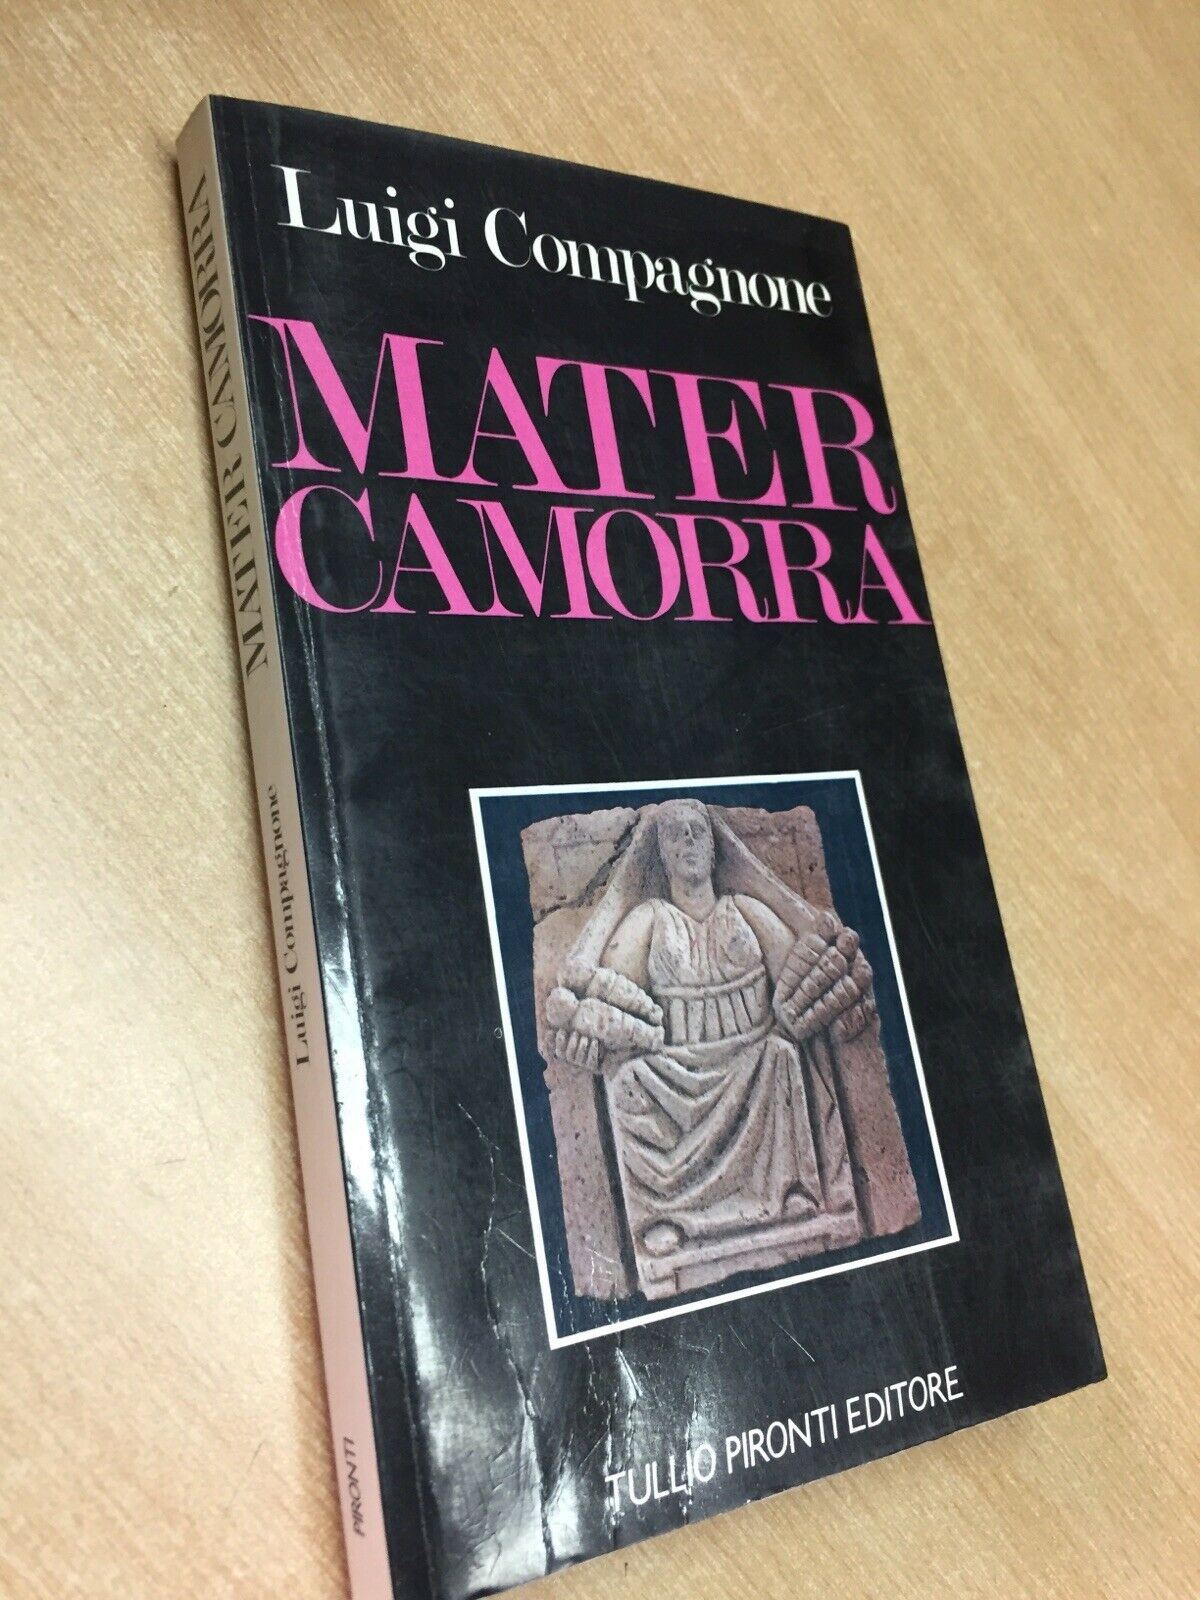 Luigi Compagnone
MATER
CAMORRA
TULLIO PIRONTI EDITORE
MATER CAMORRA
Luigi Compagnone
PIRONTI